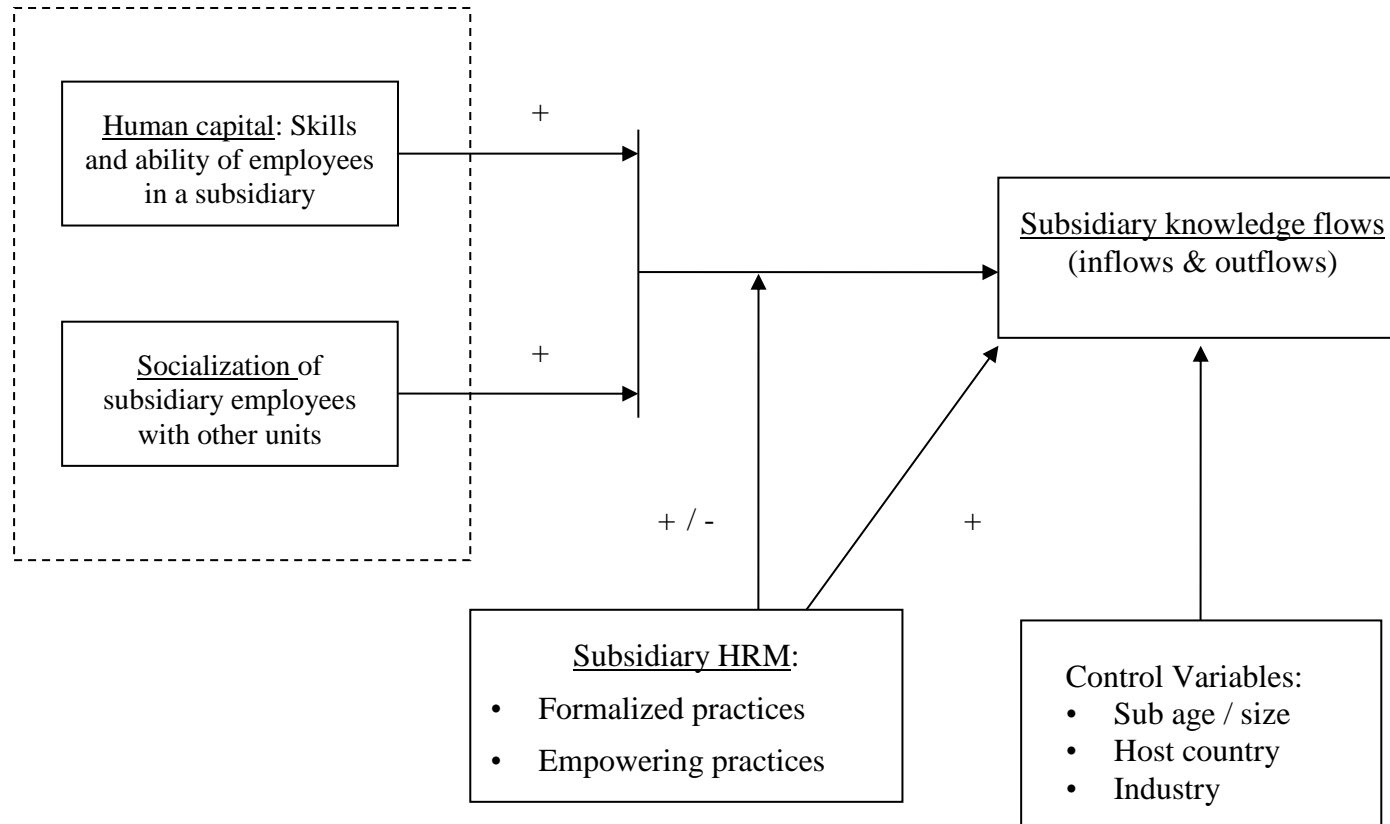 Human capital: Skills
and ability of employees
in a subsidiary
+
Subsidiary knowledge flows
(inflows & outflows)
Socialization of
subsidiary employees
with other units
+
+ / -
+
Subsidiary HRM:
• Formalized practices
• Empowering practices
Control Variables:
• Sub age / size
• Host country
• Industry